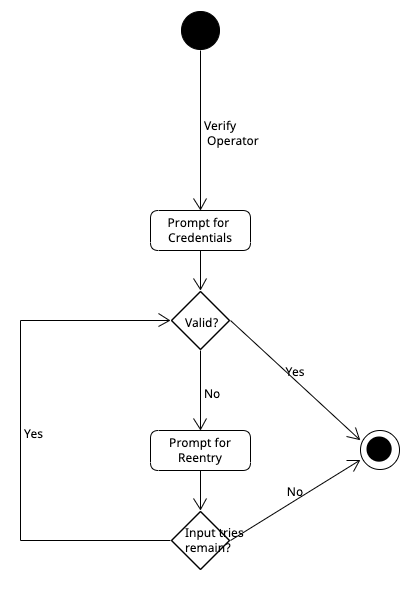 Verify
Operator
Prompt for
Credentials
Valid?
Yes
No
Yes
Prompt for
Reentry
No
Input tries
remain?